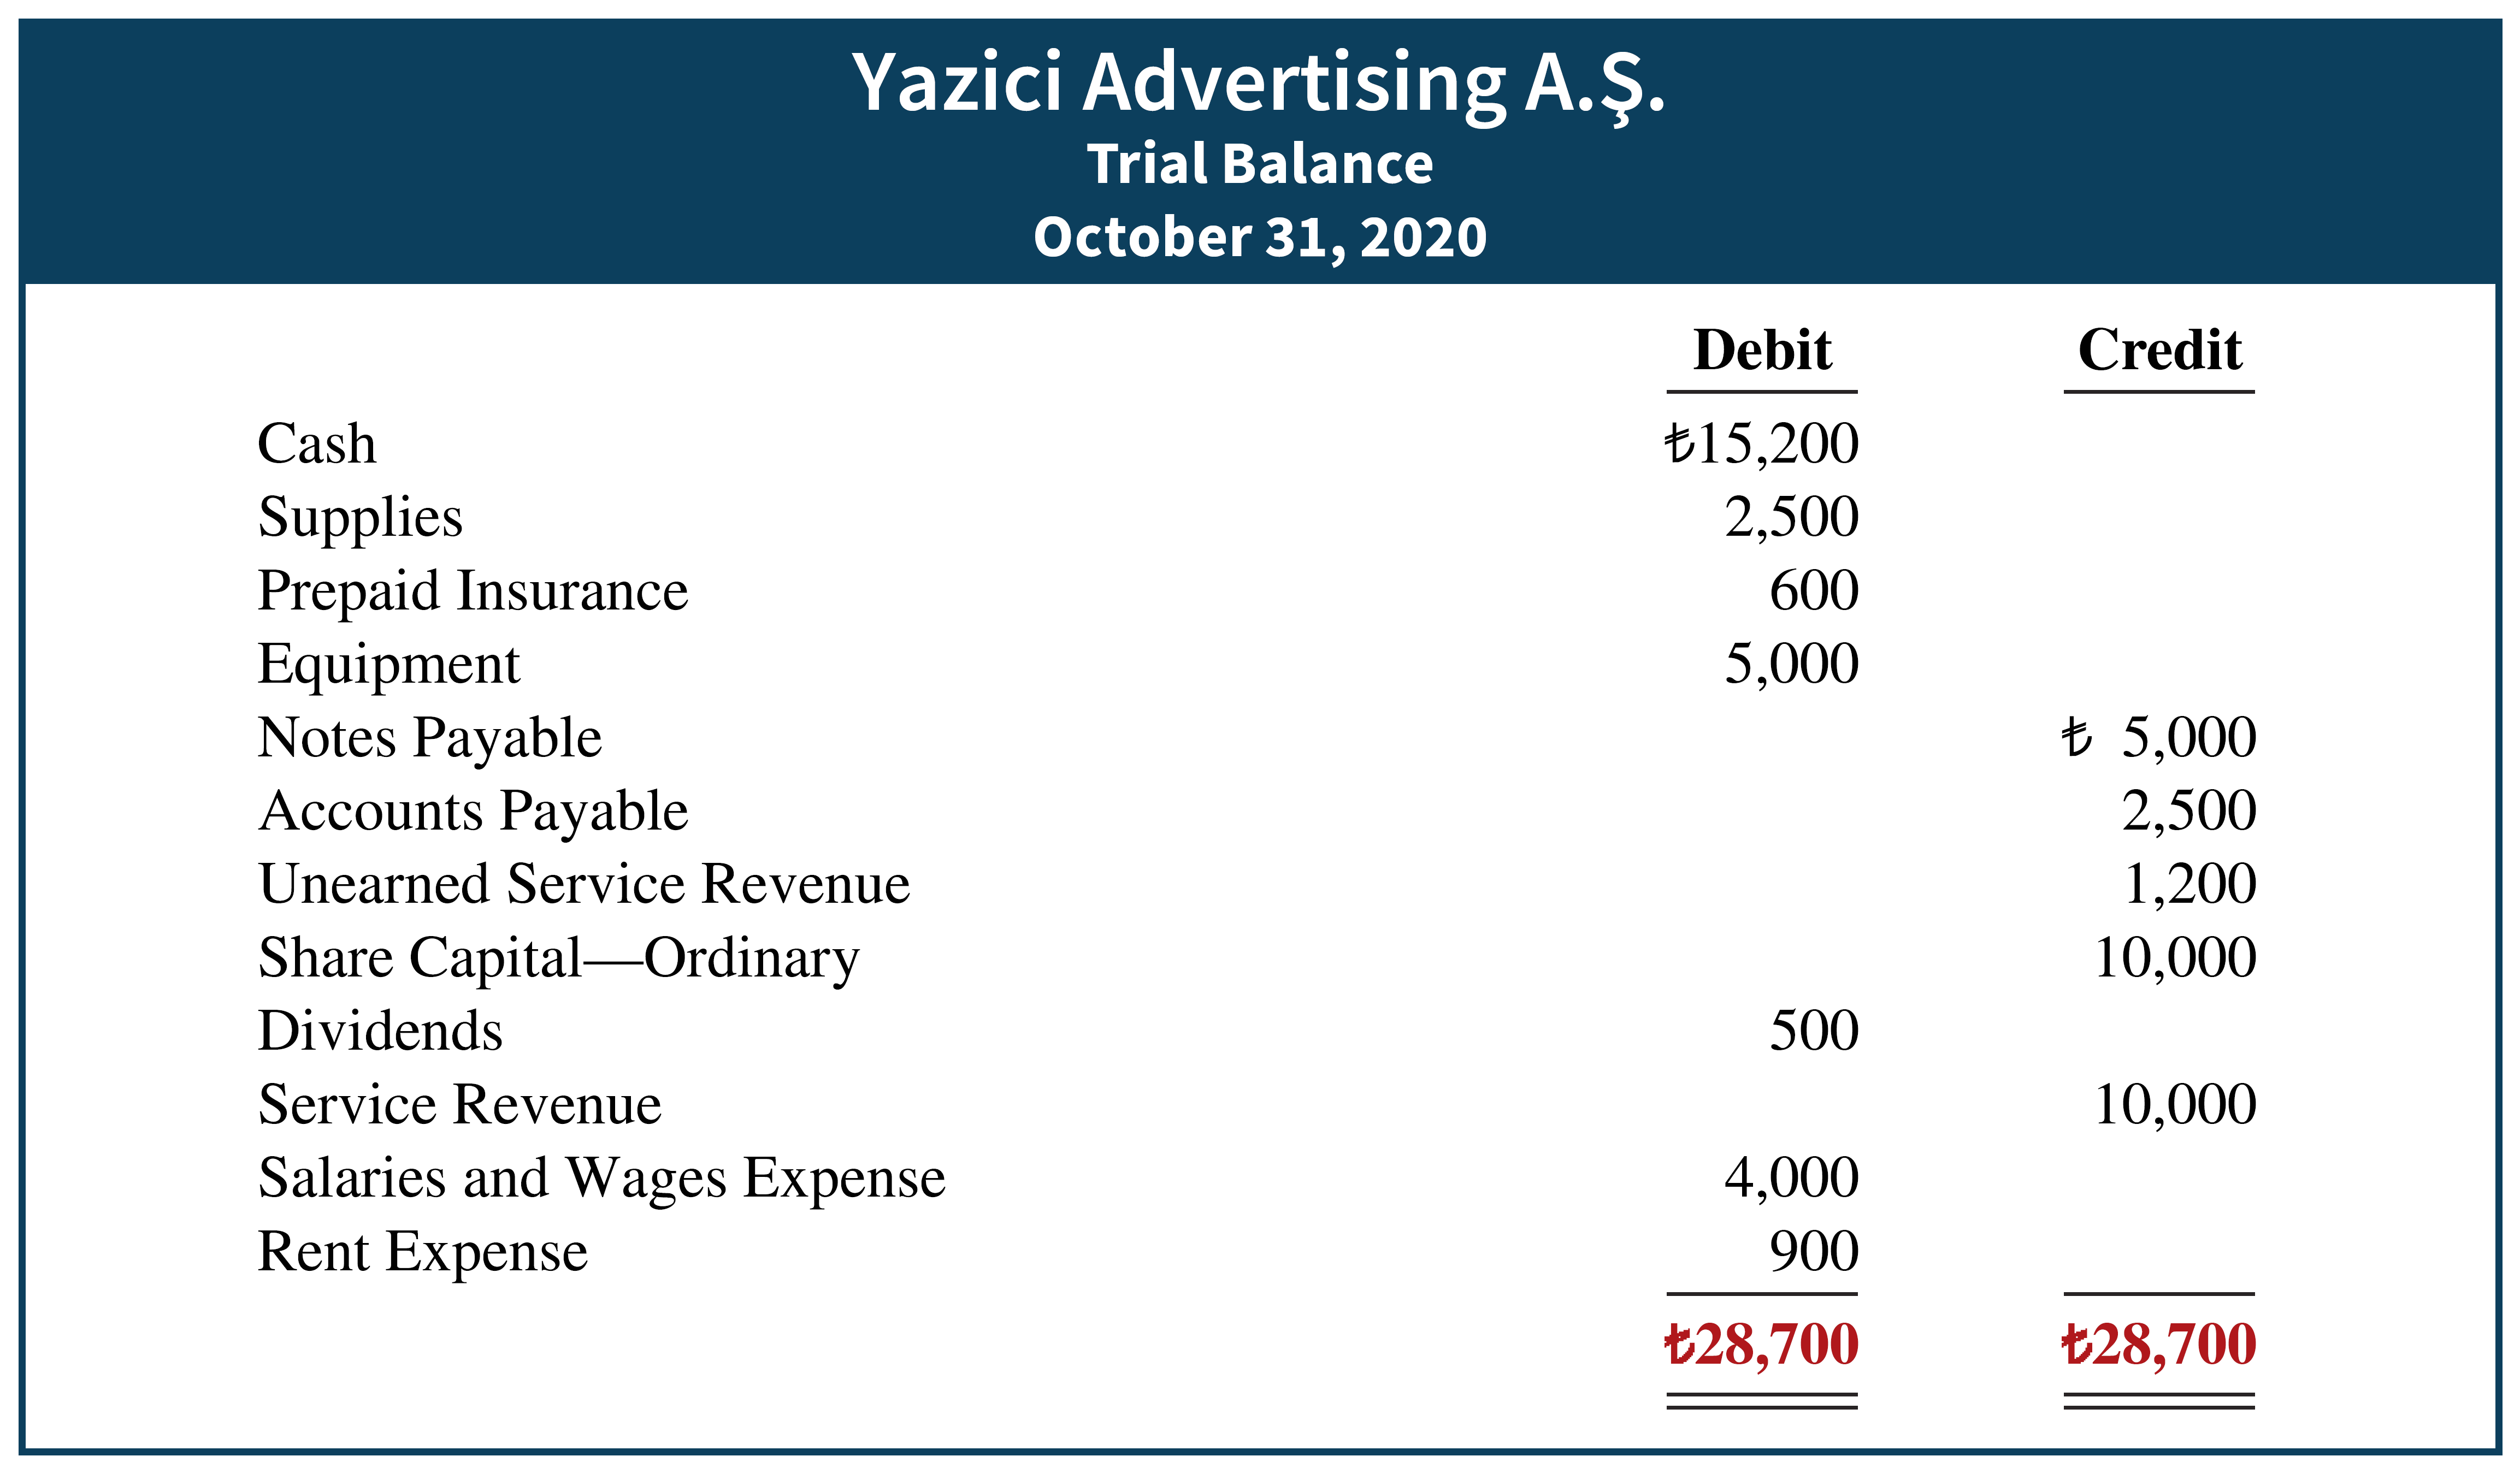 Yazici Advertising A.Ş.
Trial Balance
October 31, 2020
Debit Credit
Cash ₺15,200
Supplies 2,500
Prepaid Insurance 600
Equipment 5,000
Notes Payable ₺ 5,000
Accounts Payable 2,500
Unearned Service Revenue 1,200
Share Capital—Ordinary 10,000
Dividends 500
Service Revenue 10,000
Salaries and Wages Expense 4,000
Rent Expense 900
₺28,700 ₺28,700